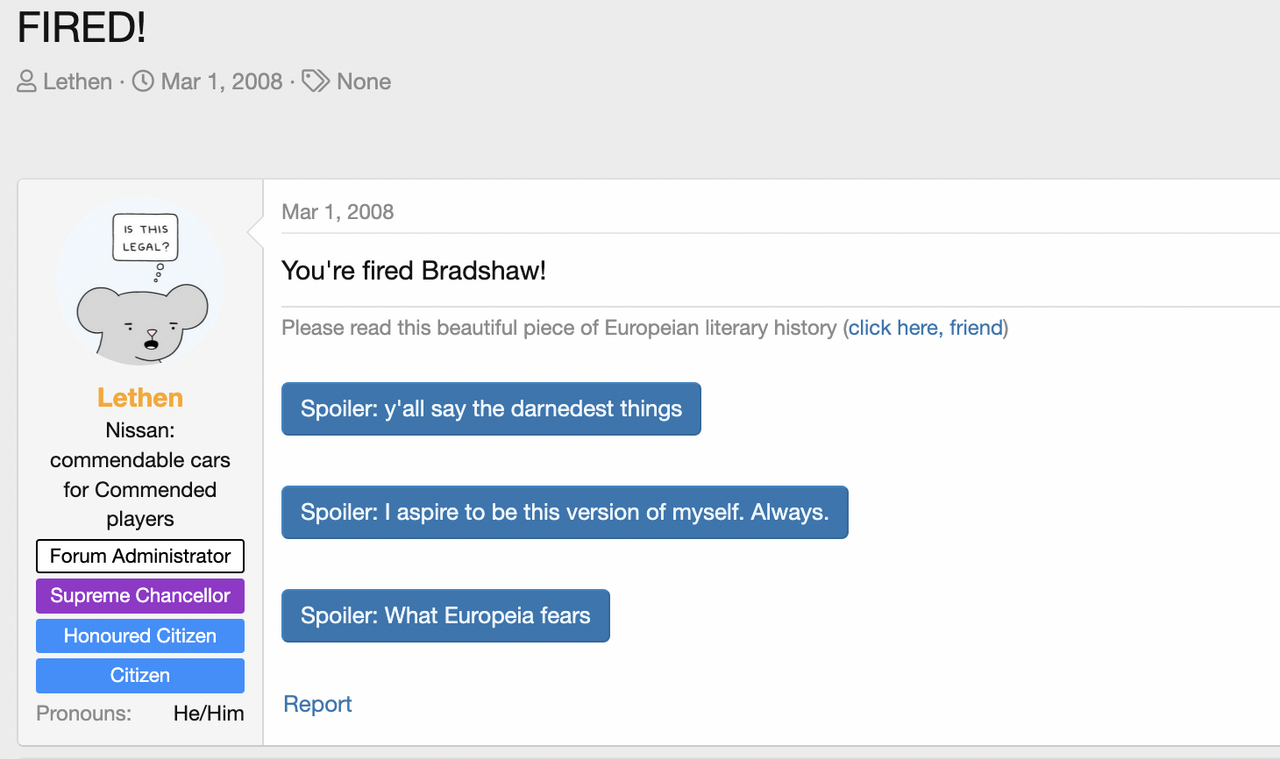 FIRED!
Lethen · Mar 1, 2008 · None
IS THIS
LEGAL?
Lethen
Nissan:
commendable cars
for Commended
players
Forum Administrator
Supreme Chancellor
Honoured Citizen
Citizen
Pronouns: He/Him
Mar 1, 2008
You're fired Bradshaw!
Please read this beautiful piece of Europeian literary history (click here, friend)
Spoiler: y'all say the darnedest things
Spoiler: I aspire to be this version of myself. Always.
Spoiler: What Europeia fears
Report